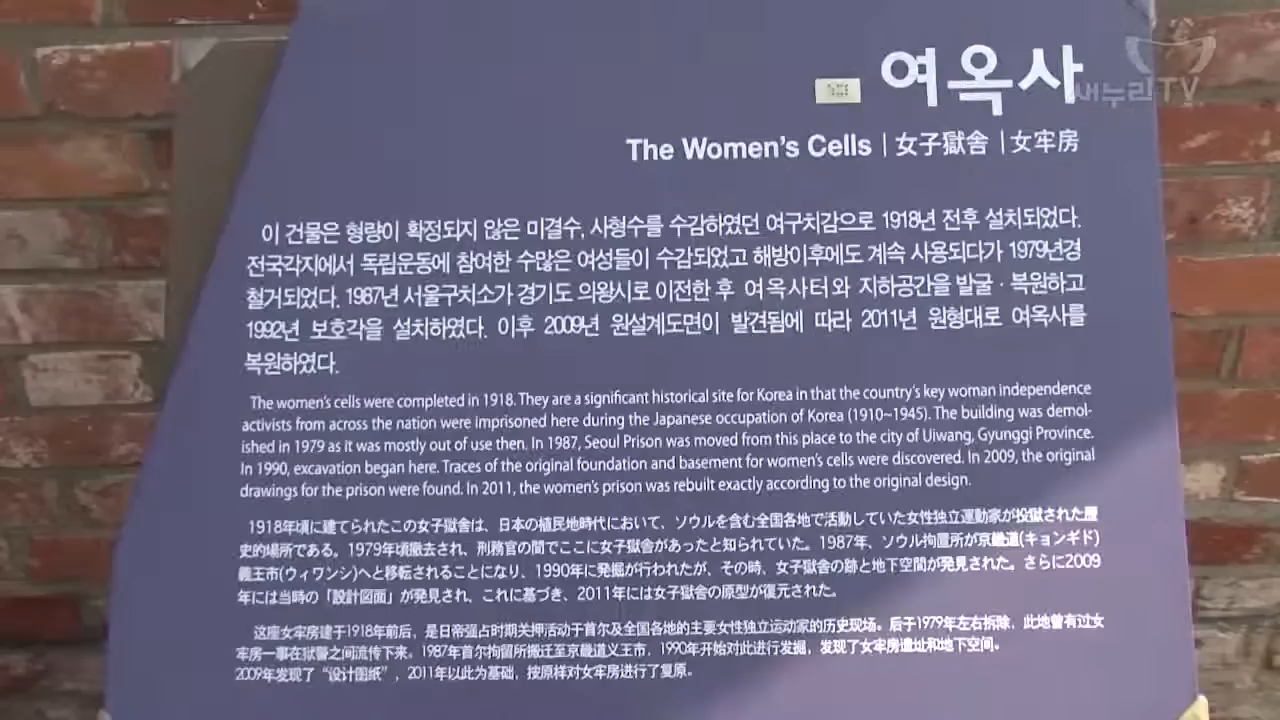 새누리TV
여옥사
The Women's Cells | 女子獄舍 | 女牢房
이 건물은 형량이 확정되지 않은 미결수, 사형수를 수감하였던 여구치감으로 1918년 전후 설치되었다.
전국각지에서 독립운동에 참여한 수많은 여성들이 수감되었고 해방이후에도 계속 사용되다가 1979년경
철거되었다. 1987년 서울구치소가 경기도 의왕시로 이전한 후 여옥사터와 지하공간을 발굴 · 복원하고
1992년 보호각을 설치하였다. 이후 2009년 원설계도면이 발견됨에 따라 2011년 원형대로 여옥사를
복원하였다.
The women's cells were completed in 1918. They are a significant historical site for Korea in that the country's key woman independence
activists from across the nation were imprisoned here during the Japanese occupation of Korea (1910~1945). The building was demol-
ished in 1979 as it was mostly out of use then. In 1987, Seoul Prison was moved from this place to the city of Uiwang, Gyunggi Province.
In 1990, excavation began here. Traces of the original foundation and basement for women's cells were discovered. In 2009, the original
drawings for the prison were found. In 2011, the women's prison was rebuilt exactly according to the original design.
1918年頃に建てられたこの女子獄舎は、日本の植民地時代において、ソウルを含む全国各地で活動していた女性独立運動家が投獄された歴
史的場所である。1979年頃撤去され、刑務官の間でここに女子獄舎があったと知られていた。1987年、ソウル拘置所が京畿道(キョンギド)
義王市(ウィワンシ)へと移転されることになり、1990年に発掘が行われたが、その時、女子獄舎の跡と地下空間が発見された。さらに2009
年には当時の「設計図面」が発見され、これに基づき、2011年には女子獄舎の原型が復元された。
这座女牢房建于1918年前后，是日帝强占时期关押活动于首尔及全国各地的主要女性独立运动家的历史现场。后于1979年左右拆除，此地曾有过女
牢房一事在狱警之间流传下来。1987年首尔拘留所搬迁至京畿道义王市，1990年开始对此进行发掘，发现了女牢房遗址和地下空间。
2009年发现了“设计图纸”，2011年以此为基础，按原样对女牢房进行了复原。